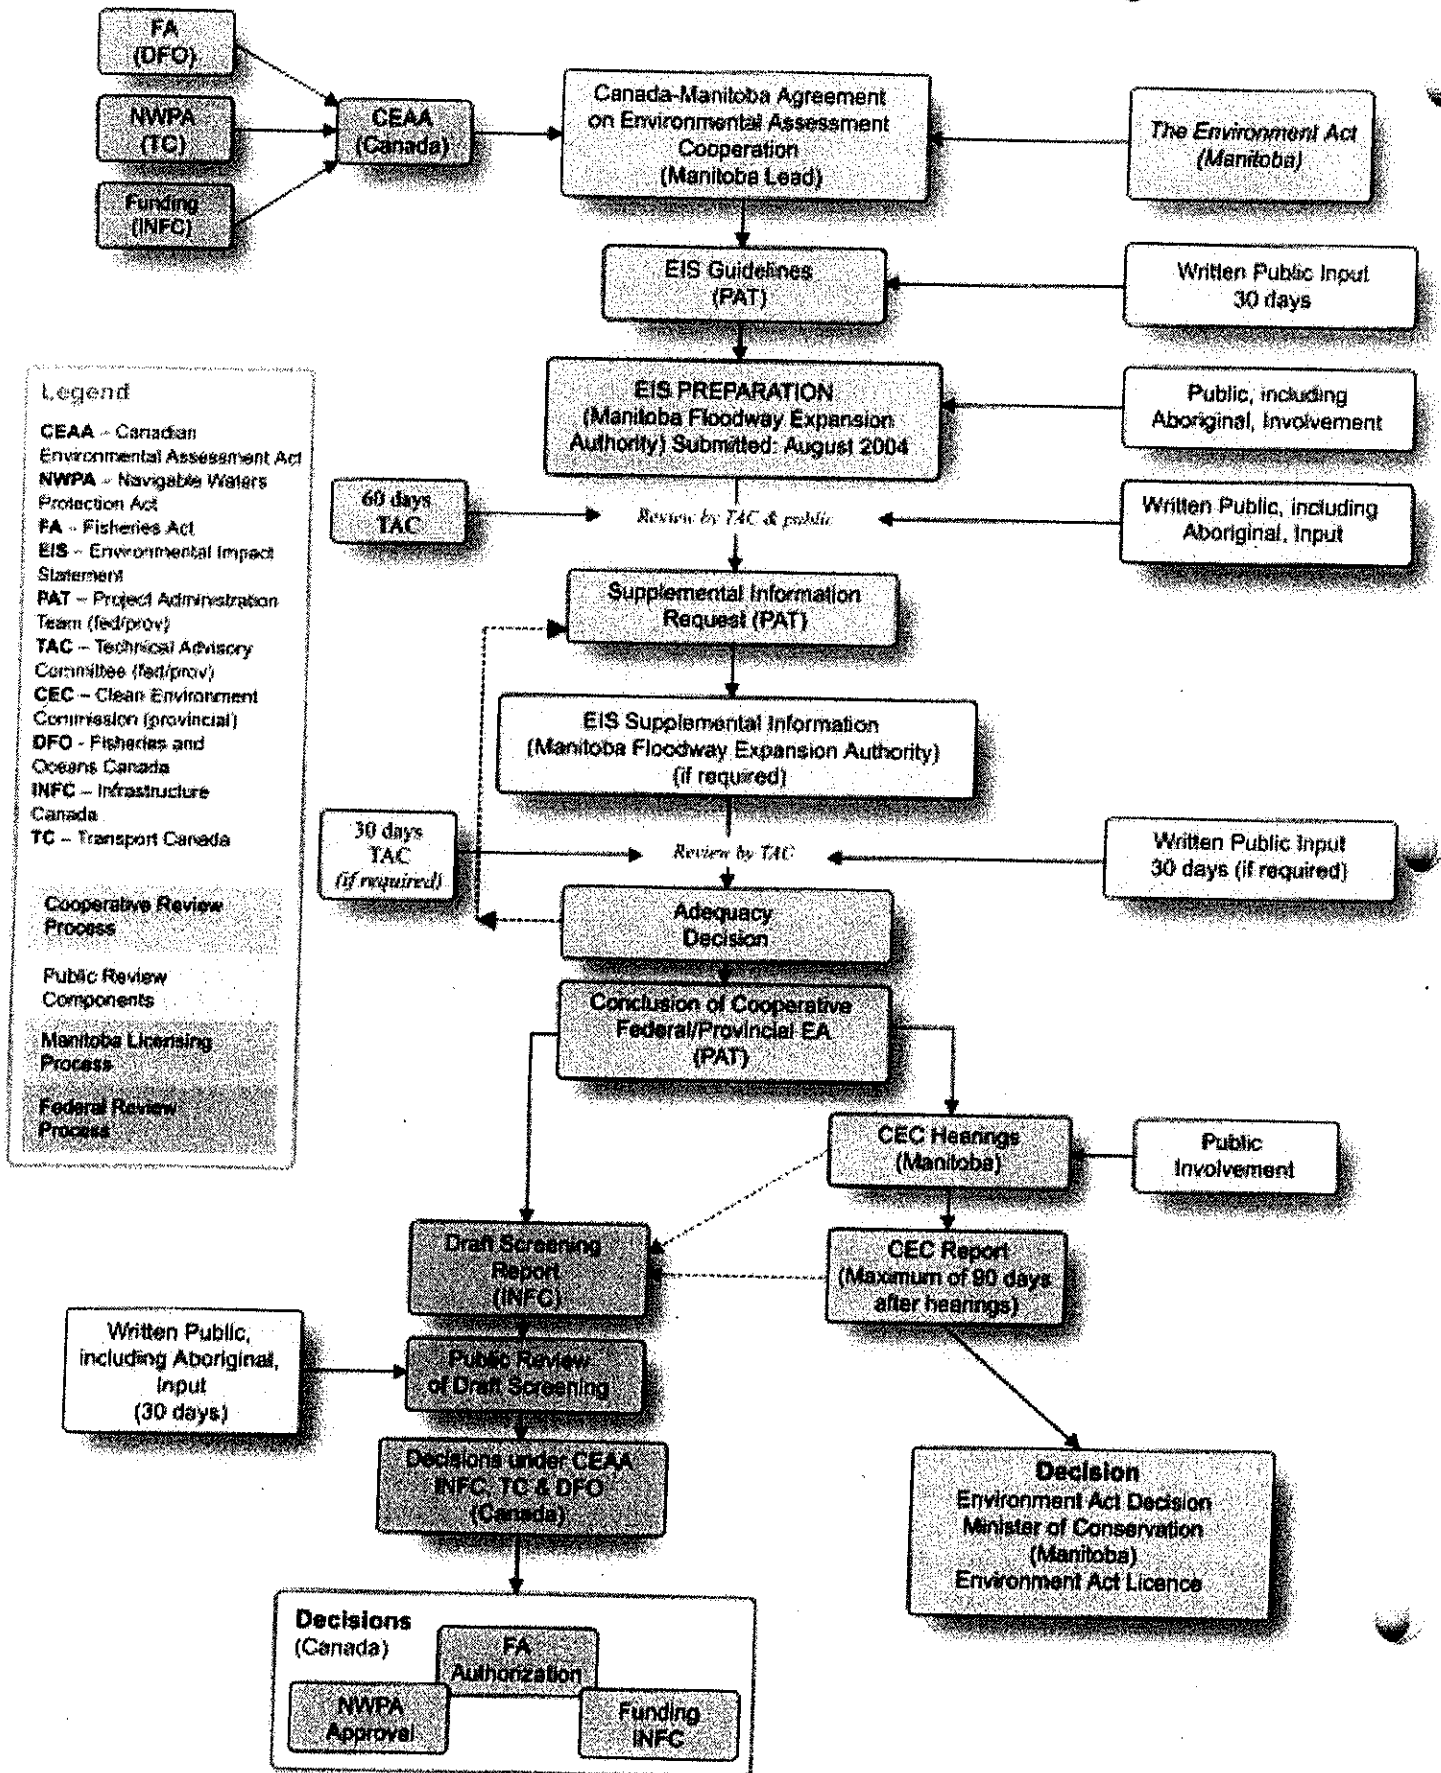 FA
(DFO)
NWPA
(TC)
Funding
(INFC)
CEAA
(Canada)
Canada-Manitoba Agreement
on Environmental Assessment
Cooperation
(Manitoba Lead)
The Environment Act
(Manitoba)
EIS Guidelines
(PAT)
Written Public Input
30 days
EIS PREPARATION
(Manitoba Floodway Expansion
Authority) Submitted: August 2004
Public, including
Aboriginal, Involvement
60 days
TAC
Review by TAC & public
Written Public, including
Aboriginal, Input
Supplemental Information
Request (PAT)
EIS Supplemental Information
(Manitoba Floodway Expansion Authority)
(if required)
30 days
TAC
(if required)
Review by TAC
Written Public Input
30 days (if required)
Adequacy
Decision
Conclusion of Cooperative
Federal/Provincial EA
(PAT)
Legend
CEAA – Canadian
Environmental Assessment Act
NWPA – Navigable Waters
Protection Act
FA – Fisheries Act
EIS – Environmental Impact
Statement
PAT – Project Administration
Team (fed/prov)
TAC – Technical Advisory
Committee (fed/prov)
CEC – Clean Environment
Commission (provincial)
DFO - Fisheries and
Oceans Canada
INFC – Infrastructure
Canada
TC – Transport Canada
Cooperative Review
Process
Public Review
Components
Manitoba Licensing
Process
Federal Review
Process
CEC Hearings
(Manitoba)
Public
Involvement
Draft Screening
Report
(INFC)
CEC Report
(Maximum of 90 days
after hearings)
Written Public,
including Aboriginal,
Input
(30 days)
Public Review
of Draft Screening
Decisions under CEAA
INFC, TC & DFO
(Canada)
Decision
Environment Act Decision
Minister of Conservation
(Manitoba)
Environment Act Licence
Decisions
(Canada)
FA
Authorization
NWPA
Approval
Funding
INFC